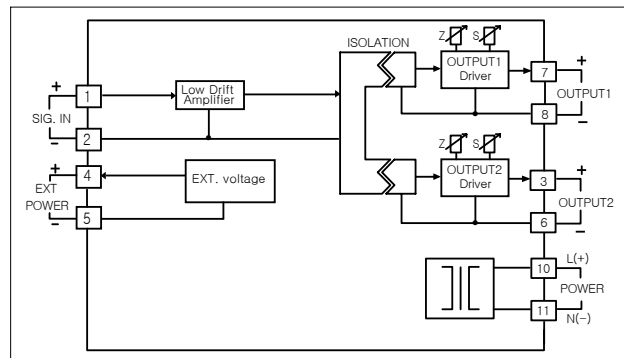 ISOLATION
Z S
OUTPUT1
Driver
+
7
OUTPUT1
8
−
+
1
Low Drift
Amplifier
SIG. IN
2
−
Z S
OUTPUT2
Driver
+
3
OUTPUT2
6
−
+
4
EXT. voltage
EXT
POWER
5
−
10
L(+)
POWER
11
N(-)